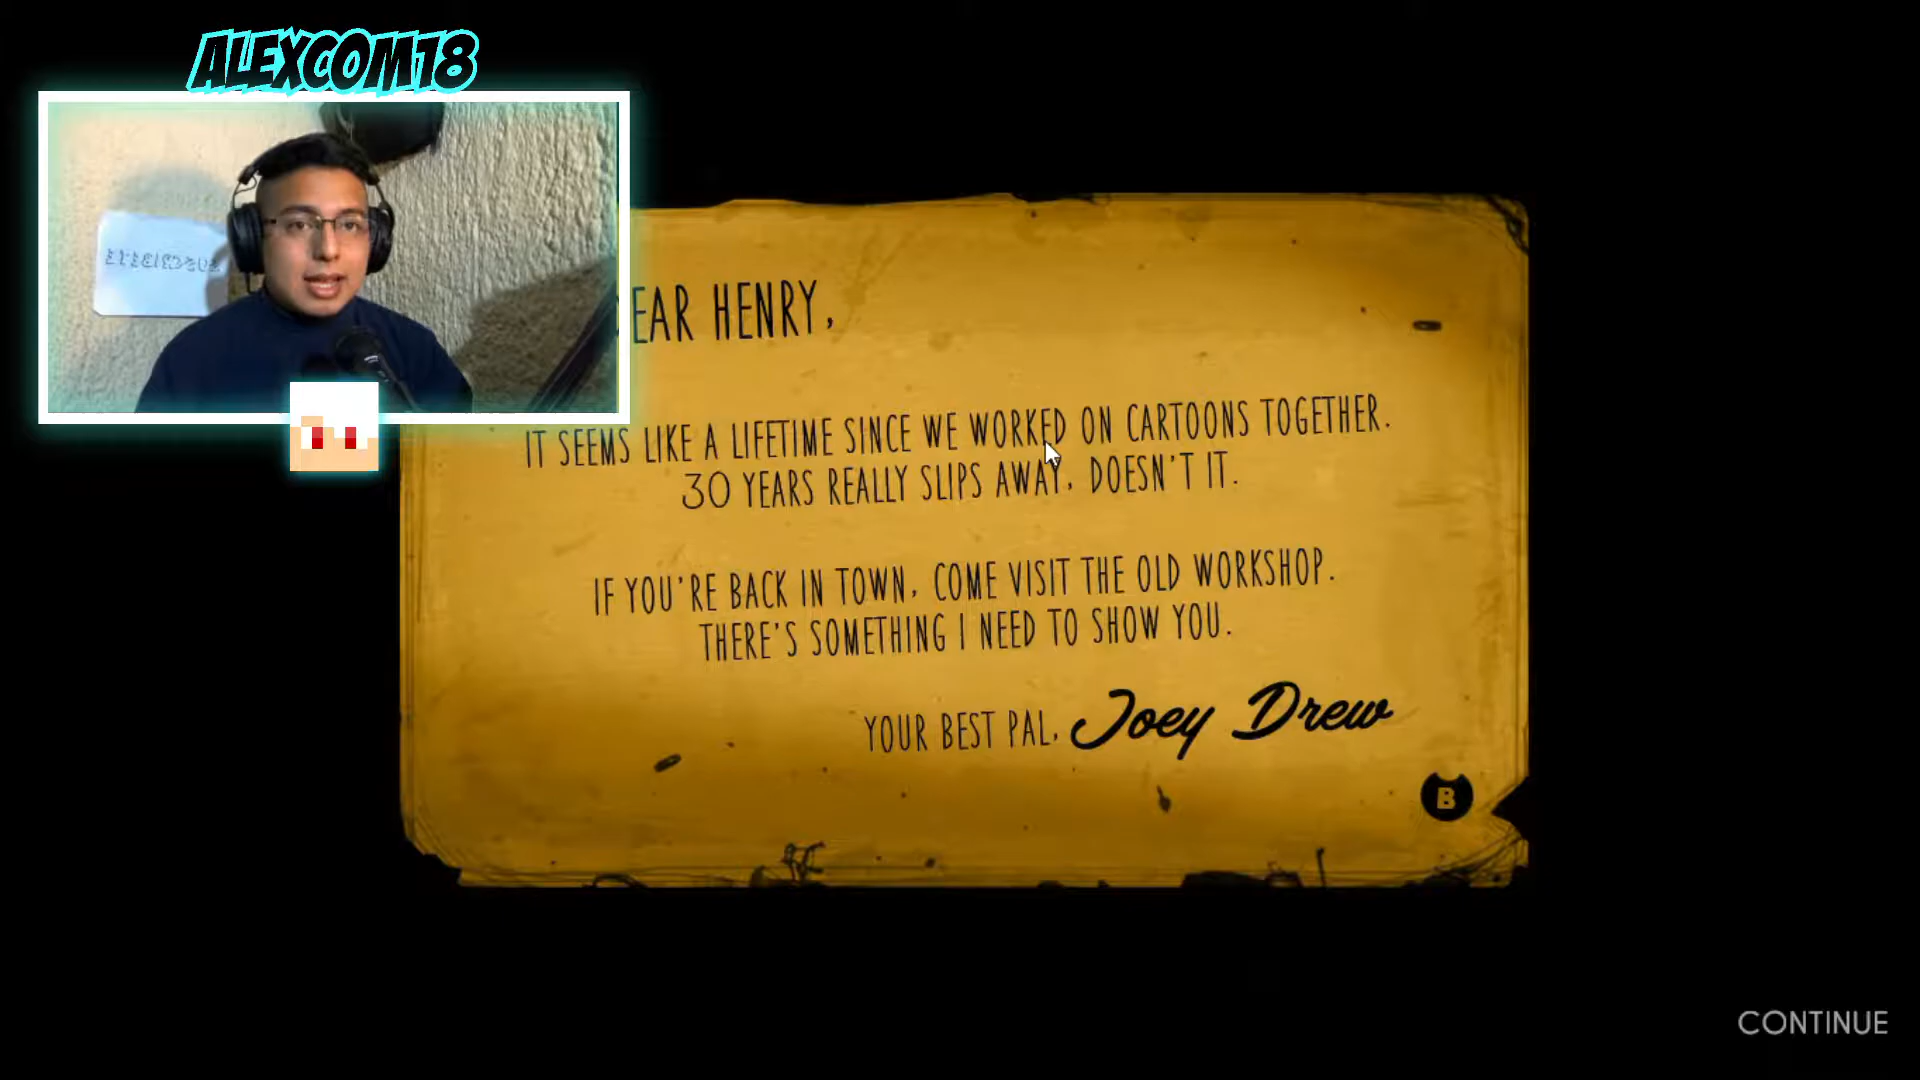 ALEXCOM18
EAR HENRY,
IT SEEMS LIKE A LIFETIME SINCE WE WORKED ON CARTOONS TOGETHER.
30 YEARS REALLY SLIPS AWAY, DOESN'T IT.
IF YOU'RE BACK IN TOWN, COME VISIT THE OLD WORKSHOP.
THERE'S SOMETHING I NEED TO SHOW YOU.
YOUR BEST PAL, Joey Drew
B
CONTINUE